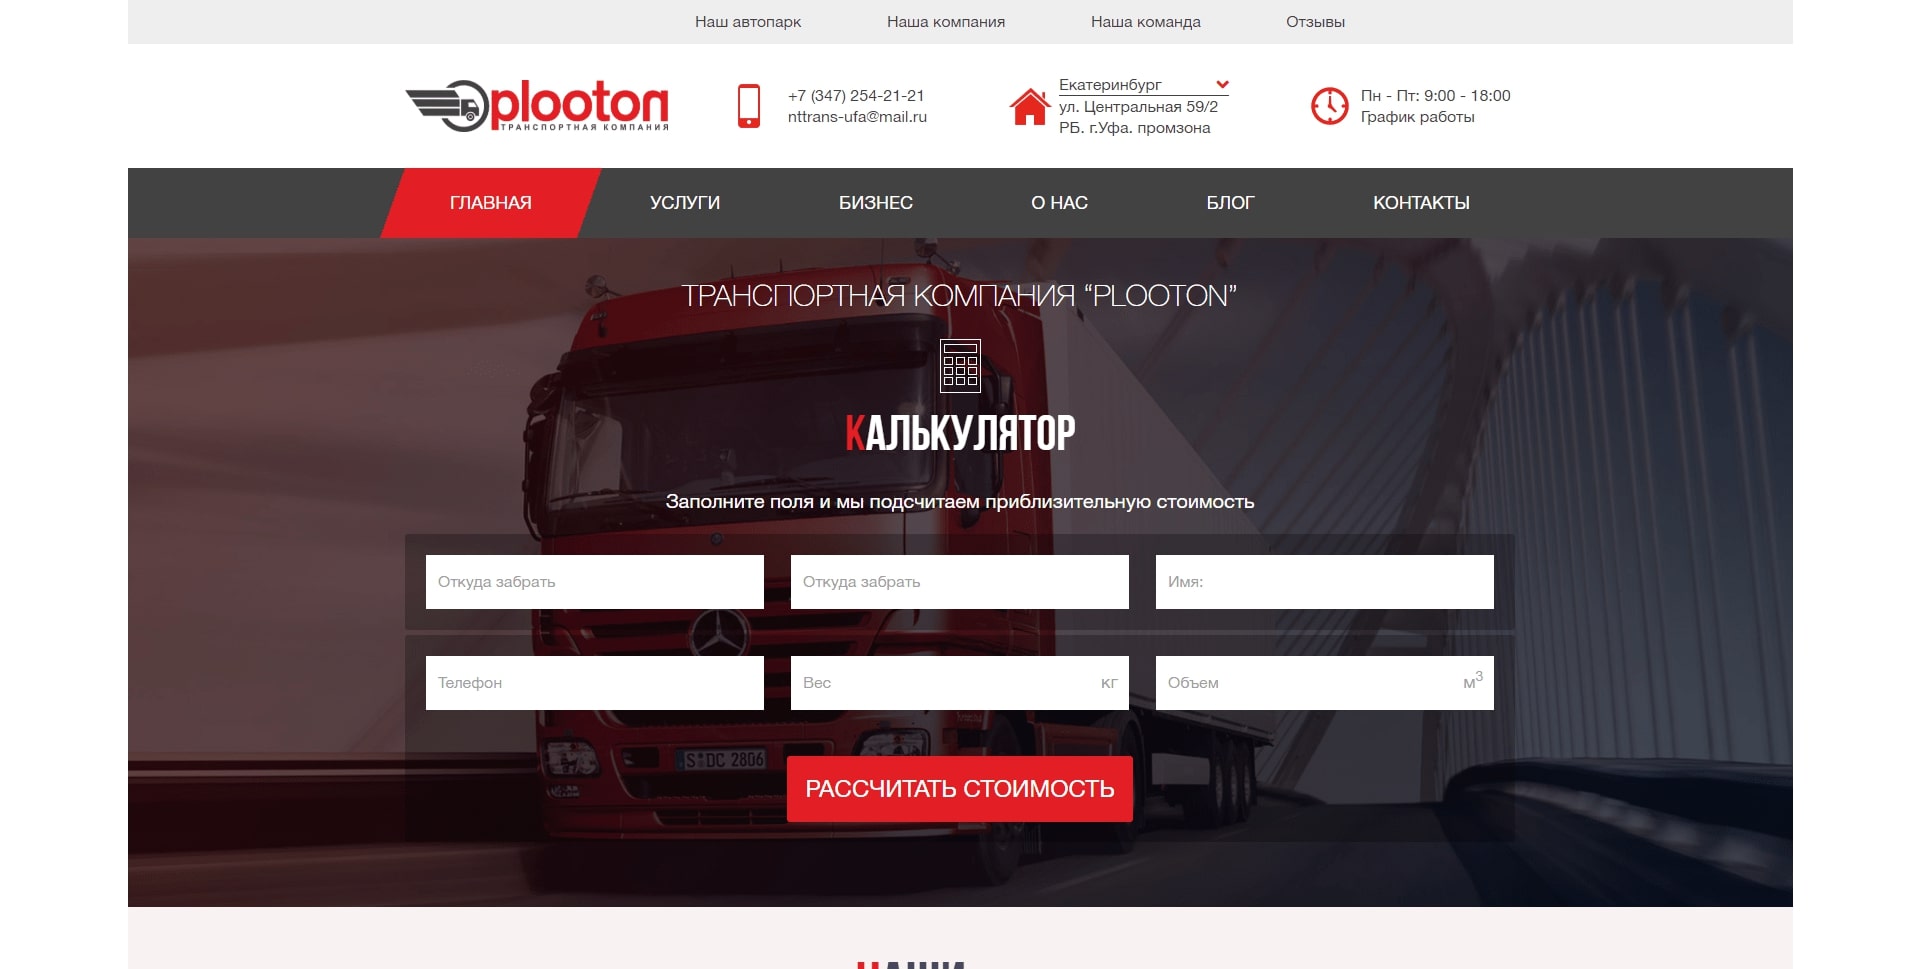 Наш автопарк Наша компания Наша команда Отзывы
plooton
ТРАНСПОРТНАЯ КОМПАНИЯ
+7 (347) 254-21-21
nttrans-ufa@mail.ru
Екатеринбург
ул. Центральная 59/2
РБ. г.Уфа. промзона
Пн - Пт: 9:00 - 18:00
График работы
ГЛАВНАЯ УСЛУГИ БИЗНЕС О НАС БЛОГ КОНТАКТЫ
ТРАНСПОРТНАЯ КОМПАНИЯ “PLOOTON”
КАЛЬКУЛЯТОР
Заполните поля и мы подсчитаем приблизительную стоимость
Откуда забрать Откуда забрать Имя:
Телефон Вес кг Объем м³
S DC 2806
РАССЧИТАТЬ СТОИМОСТЬ